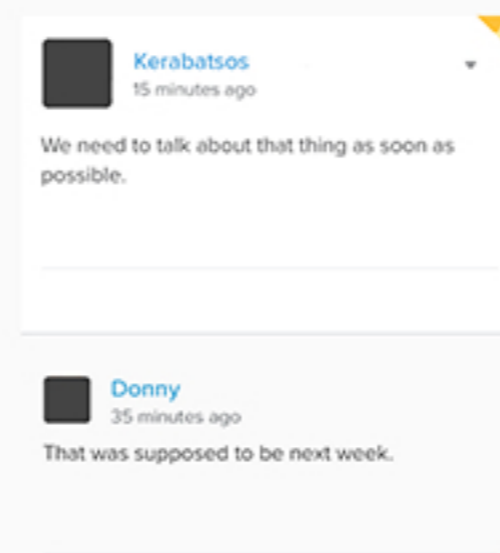 Kerabatsos
15 minutes ago
We need to talk about that thing as soon as
possible.
Donny
35 minutes ago
That was supposed to be next week.